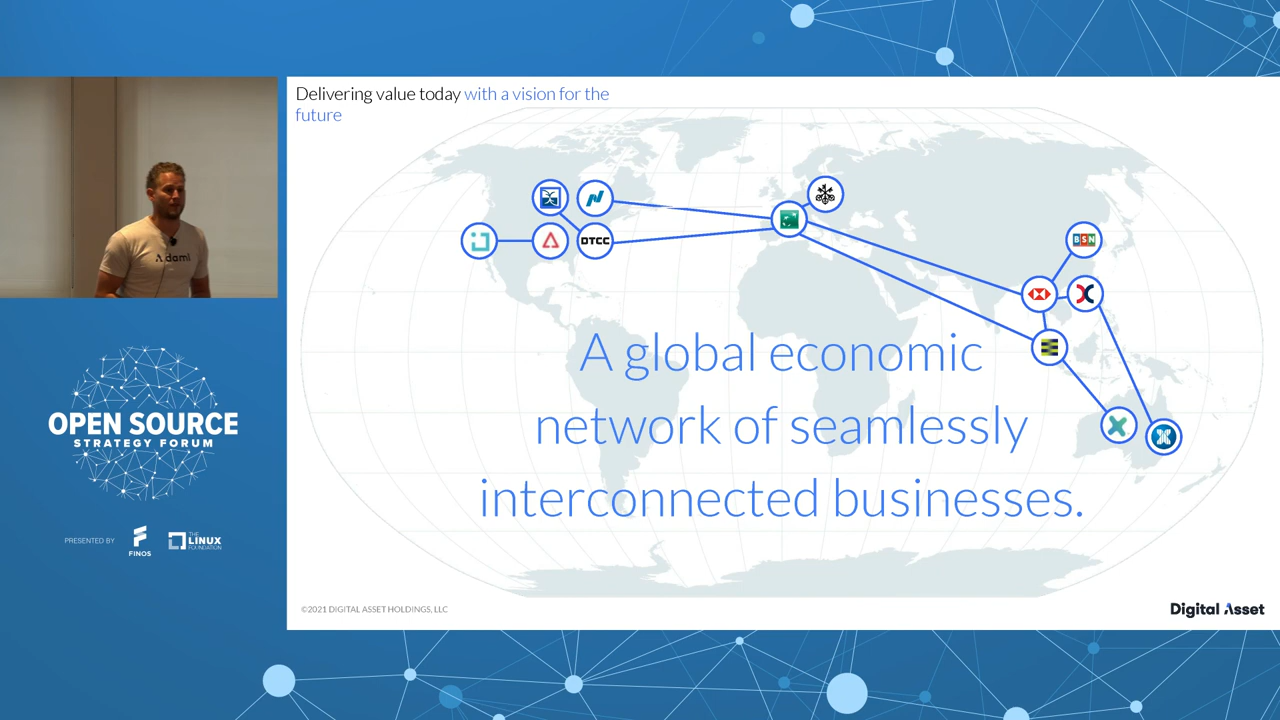 Delivering value today with a vision for the
future
DTCC
BSN
A global economic
network of seamlessly
interconnected businesses.
©2021 DIGITAL ASSET HOLDINGS, LLC
Digital Asset
Daml
OPEN SOURCE
STRATEGY FORUM
PRESENTED BY
FINOS
THE
LINUX
FOUNDATION